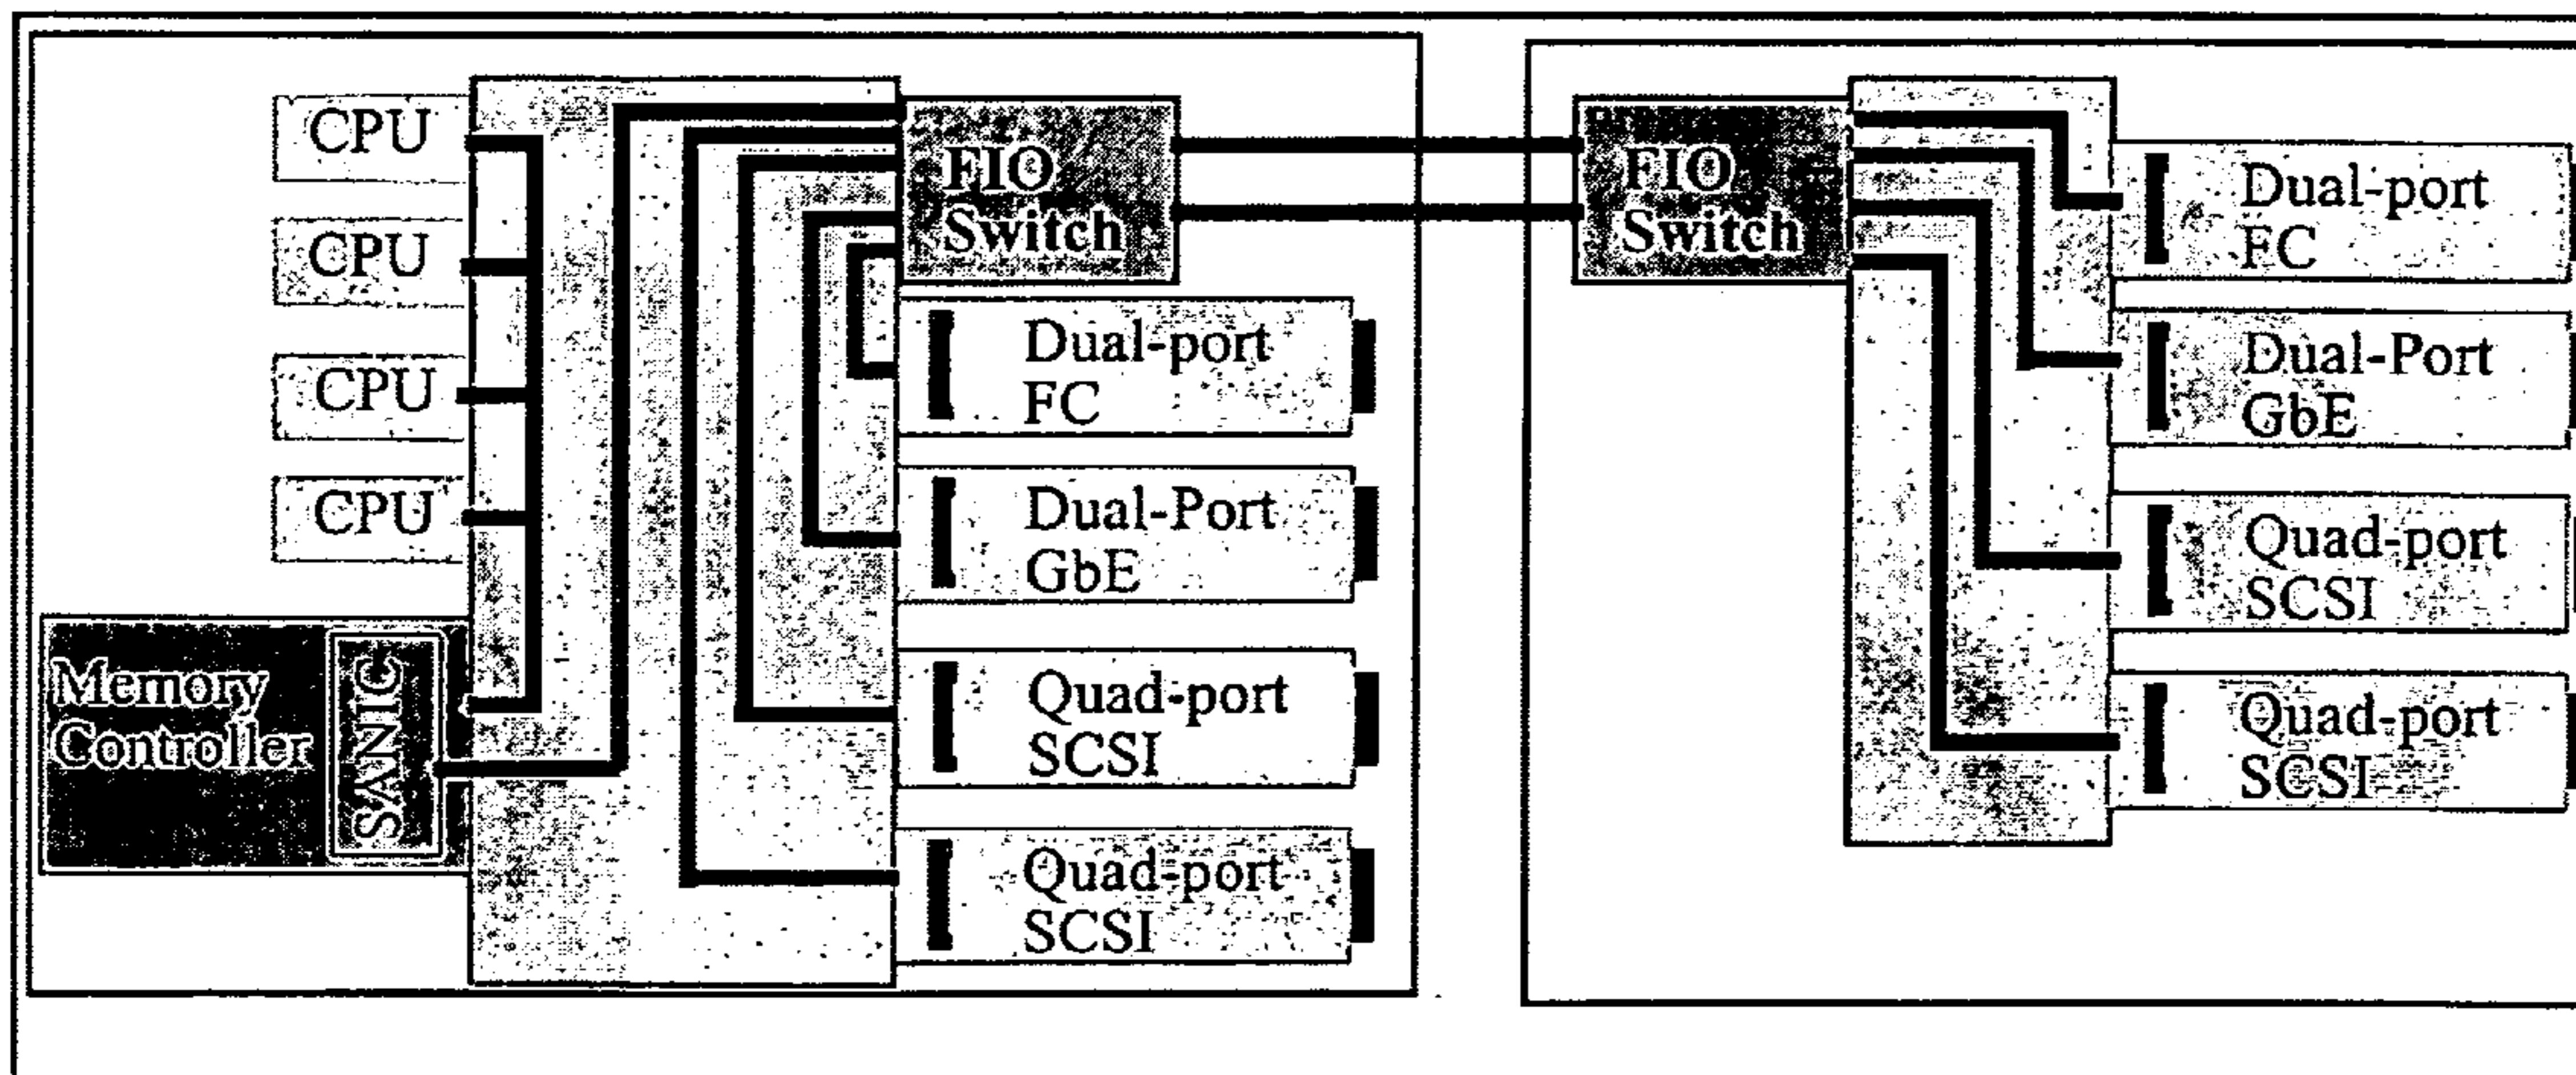 CPU
CPU
CPU
CPU
Memory
Controller
SYNIC
FIO
Switch
Dual-port
FC
Dual-Port
GbE
Quad-port
SCSI
Quad-port
SCSI
FIO
Switch
Dual-port
FC
Dual-Port
GbE
Quad-port
SCSI
Quad-port
SCSI